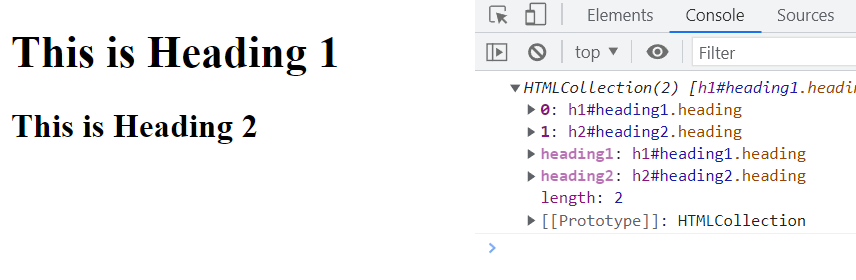 This is Heading 1
This is Heading 2
Elements Console Sources
top Filter
HTMLCollection(2) [h1#heading1.headin
0: h1#heading1.heading
1: h2#heading2.heading
heading1: h1#heading1.heading
heading2: h2#heading2.heading
length: 2
[[Prototype]]: HTMLCollection